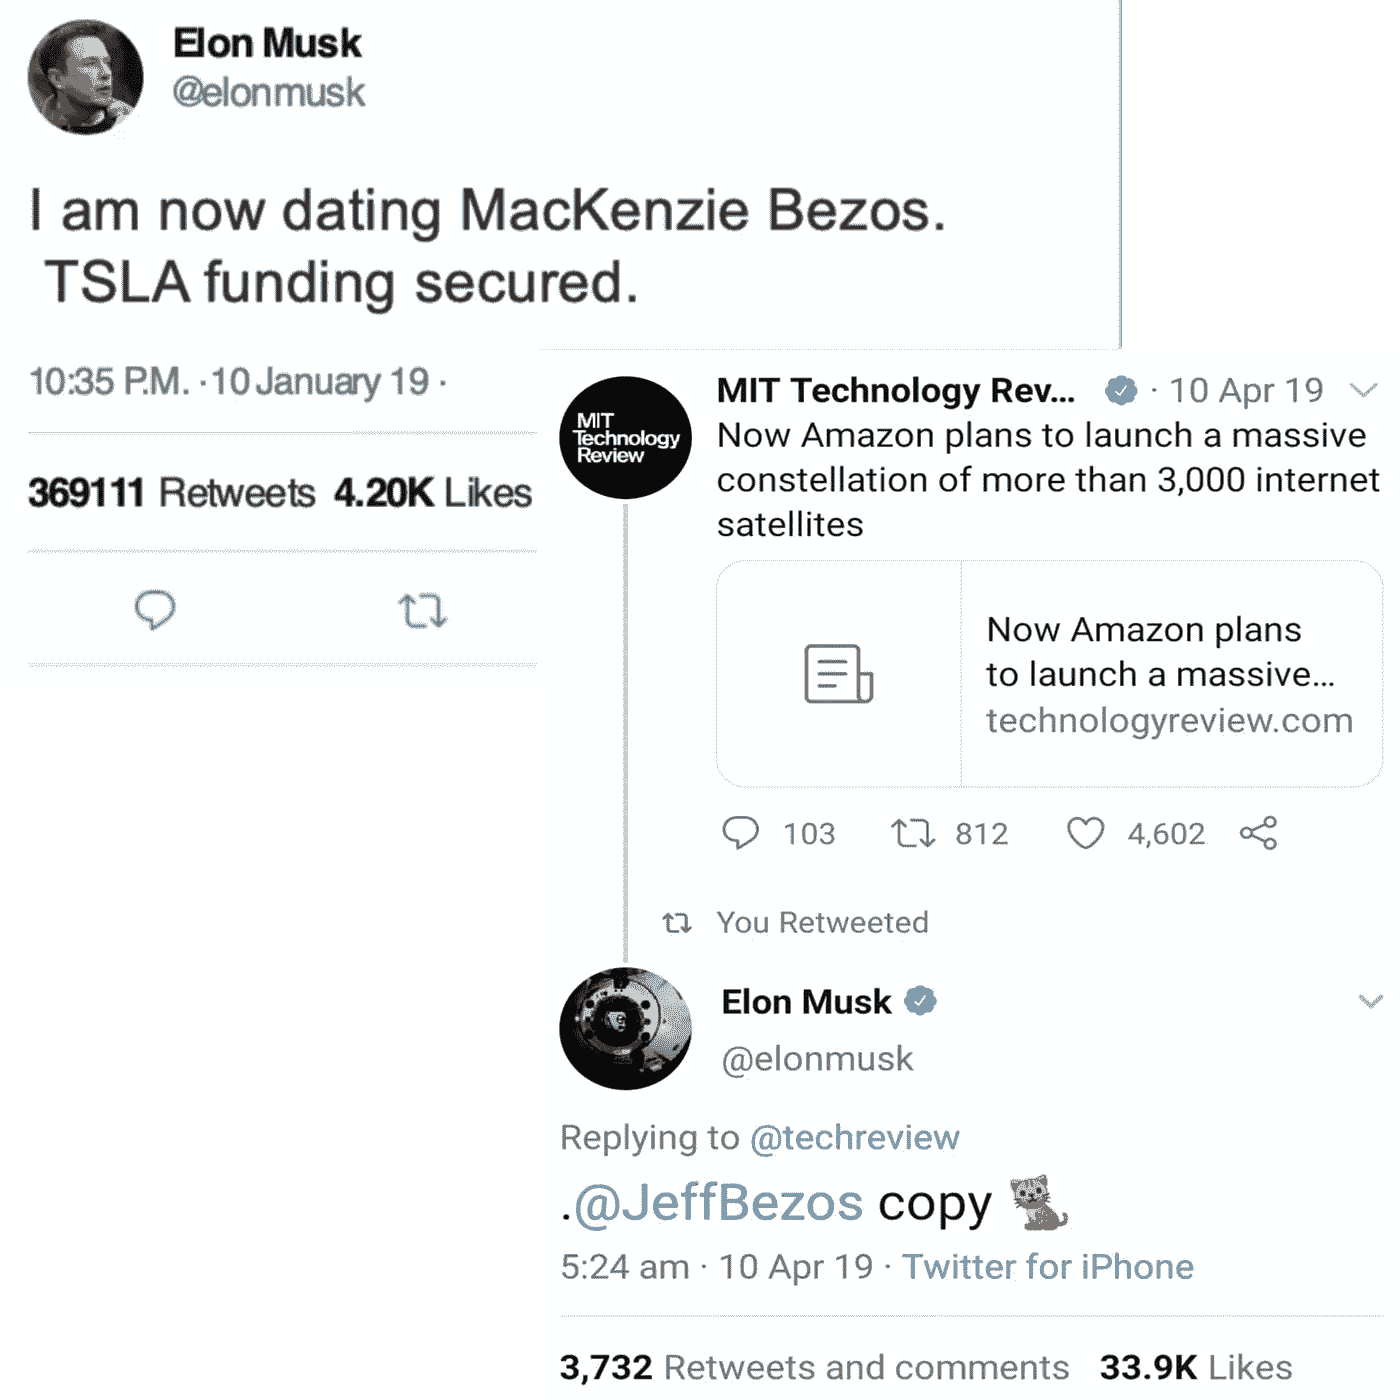 Elon Musk
@elonmusk
I am now dating MacKenzie Bezos.
TSLA funding secured.
10:35 P.M. · 10 January 19 ·
369111 Retweets 4.20K Likes
MIT Technology Rev... · 10 Apr 19
MIT
Technology
Review
Now Amazon plans to launch a massive
constellation of more than 3,000 internet
satellites
Now Amazon plans
to launch a massive...
technologyreview.com
103 812 4,602
You Retweeted
Elon Musk
@elonmusk
Replying to @techreview
.@JeffBezos copy 🐈
5:24 am · 10 Apr 19 · Twitter for iPhone
3,732 Retweets and comments 33.9K Likes